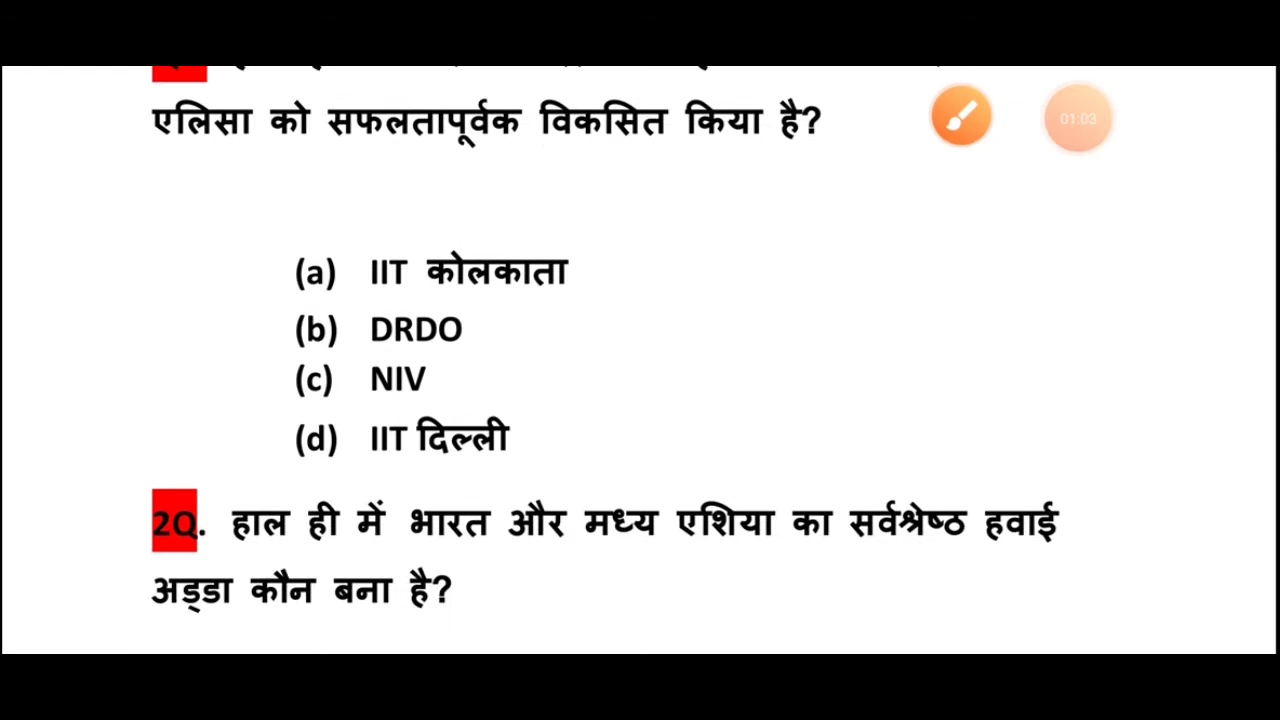 एलिसा को सफलतापूर्वक विकसित किया है?
01:03
(a) IIT कोलकाता
(b) DRDO
(c) NIV
(d) IIT दिल्ली
2Q. हाल ही में भारत और मध्य एशिया का सर्वश्रेष्ठ हवाई
अड्डा कौन बना है?